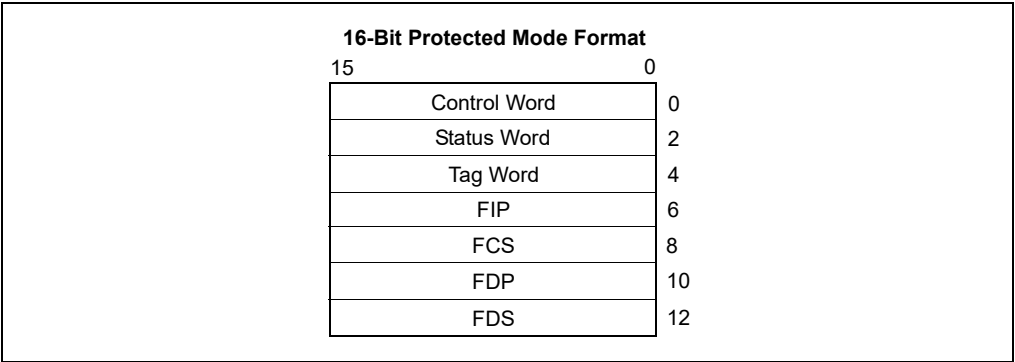 16-Bit Protected Mode Format
15 0
Control Word 0
Status Word 2
Tag Word 4
FIP 6
FCS 8
FDP 10
FDS 12